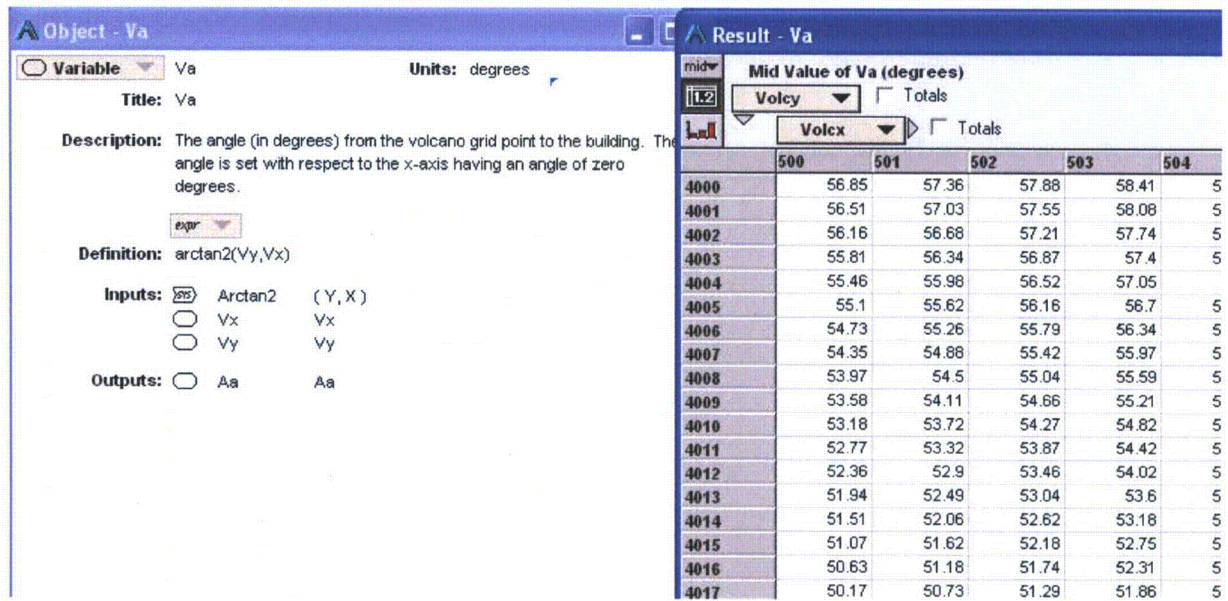 Object - Va
Variable Va Units: degrees
Title: Va
Description: The angle (in degrees) from the volcano grid point to the building. The
angle is set with respect to the x-axis having an angle of zero
degrees.
expr
Definition: arctan2(Vy,Vx)
Inputs: SYS Arctan2 ( Y, X )
Vx Vx
Vy Vy
Outputs: Aa Aa
Result - Va
mid
Mid Value of Va (degrees)
1.2
Volcy Totals
Volcx Totals
500 501 502 503 504
4000 56.85 57.36 57.88 58.41 5
4001 56.51 57.03 57.55 58.08 5
4002 56.16 56.68 57.21 57.74 5
4003 55.81 56.34 56.87 57.4 5
4004 55.46 55.98 56.52 57.05
4005 55.1 55.62 56.16 56.7 5
4006 54.73 55.26 55.79 56.34 5
4007 54.35 54.88 55.42 55.97 5
4008 53.97 54.5 55.04 55.59 5
4009 53.58 54.11 54.66 55.21 5
4010 53.18 53.72 54.27 54.82 5
4011 52.77 53.32 53.87 54.42 5
4012 52.36 52.9 53.46 54.02 5
4013 51.94 52.49 53.04 53.6 5
4014 51.51 52.06 52.62 53.18 5
4015 51.07 51.62 52.18 52.75 5
4016 50.63 51.18 51.74 52.31 5
4017 50.17 50.73 51.29 51.86 5